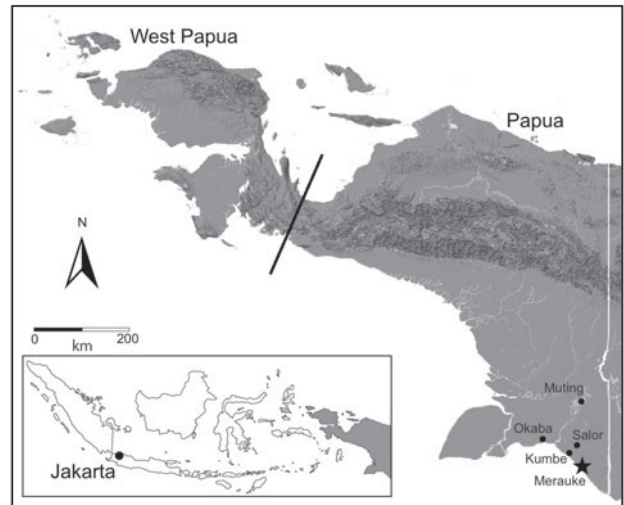 West Papua
Papua
N
0 200
km
Muting
Okaba
Salor
Kumbe
Merauke
Jakarta